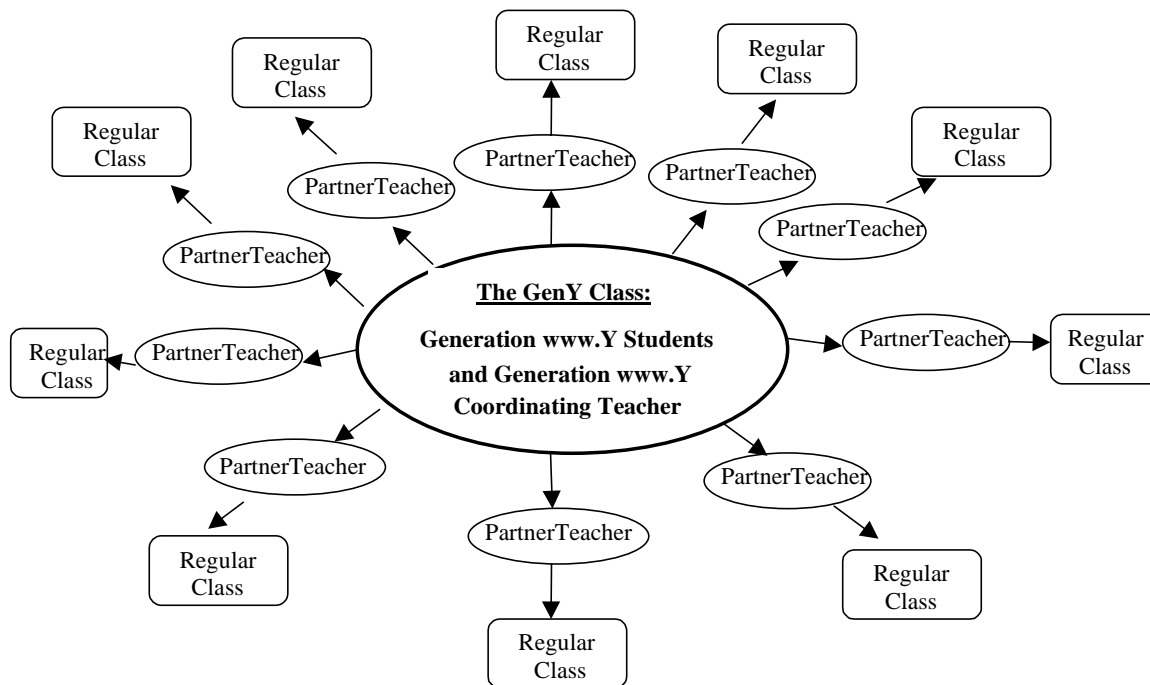 Regular
Class
Regular
Class
Regular
Class
Regular
Class
Regular
Class
PartnerTeacher
PartnerTeacher
PartnerTeacher
PartnerTeacher
PartnerTeacher
The GenY Class:
Generation www.Y Students
and Generation www.Y
Coordinating Teacher
Regular
Class
PartnerTeacher
PartnerTeacher
Regular
Class
PartnerTeacher
PartnerTeacher
PartnerTeacher
Regular
Class
Regular
Class
Regular
Class